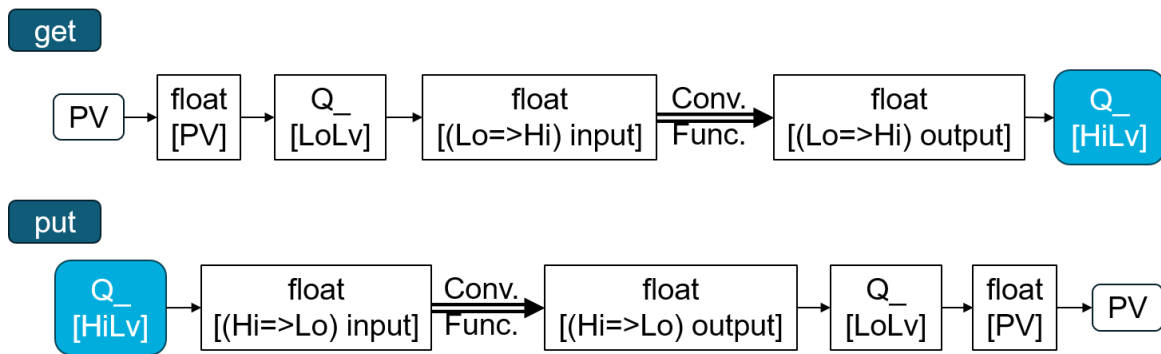 get
PV
float
[PV]
Q_
[LoLv]
float
[(Lo=>Hi) input]
Conv.
Func.
float
[(Lo=>Hi) output]
Q_
[HiLv]
put
Q_
[HiLv]
float
[(Hi=>Lo) input]
Conv.
Func.
float
[(Hi=>Lo) output]
Q_
[LoLv]
float
[PV]
PV